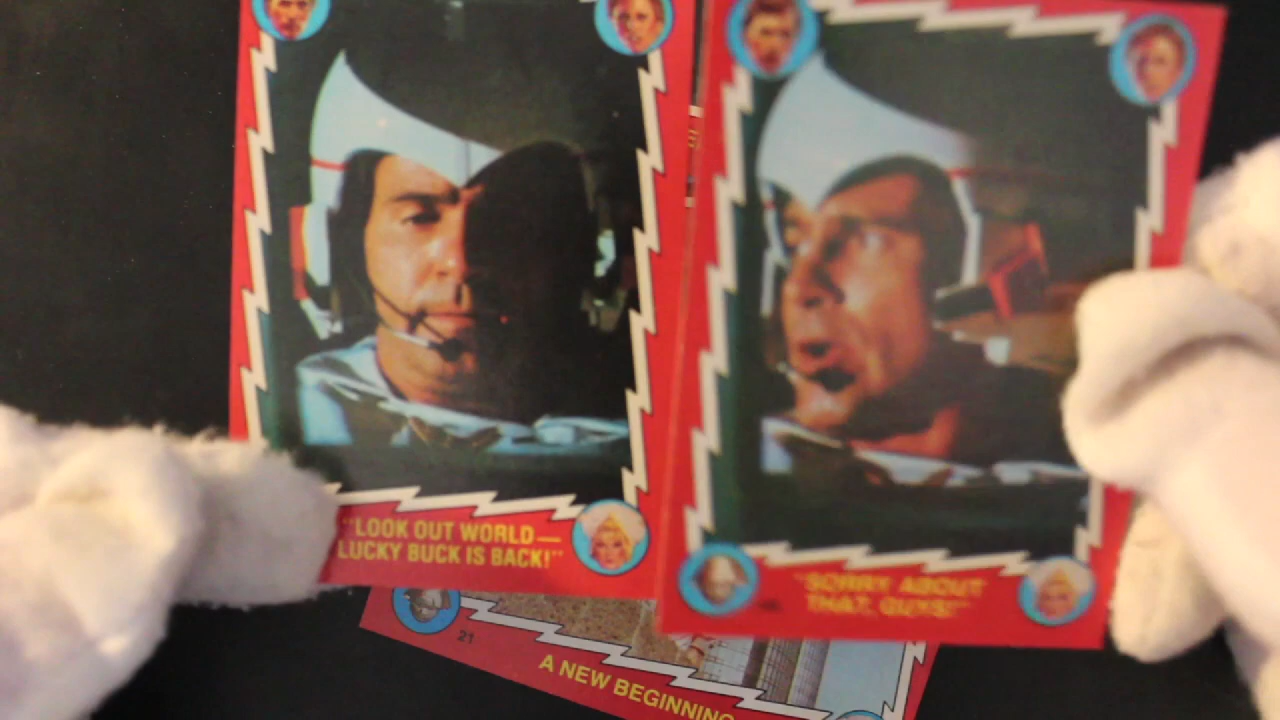 "LOOK OUT WORLD—
LUCKY BUCK IS BACK!"
"SORRY ABOUT
THAT, GUYS!"
21
A NEW BEGINNING